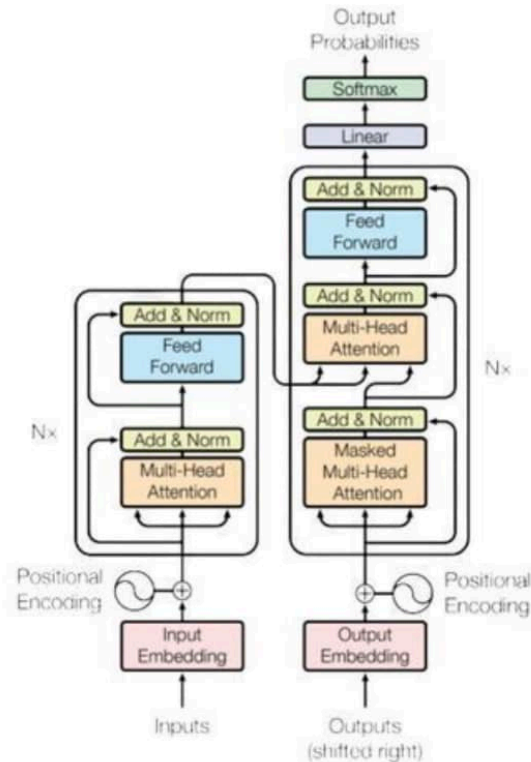 Output
Probabilities
Softmax
Linear
Add & Norm
Feed
Forward
Add & Norm
Multi-Head
Attention
Nx
Add & Norm
Masked
Multi-Head
Attention
Add & Norm
Feed
Forward
Nx
Add & Norm
Multi-Head
Attention
Positional
Encoding
Positional
Encoding
Input
Embedding
Output
Embedding
Inputs
Outputs
(shifted right)